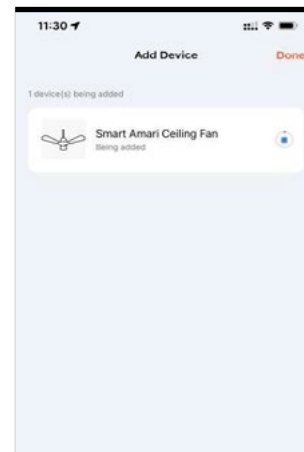 11:30
Add Device
Done
1 device(s) being added
Smart Amari Ceiling Fan
Being added